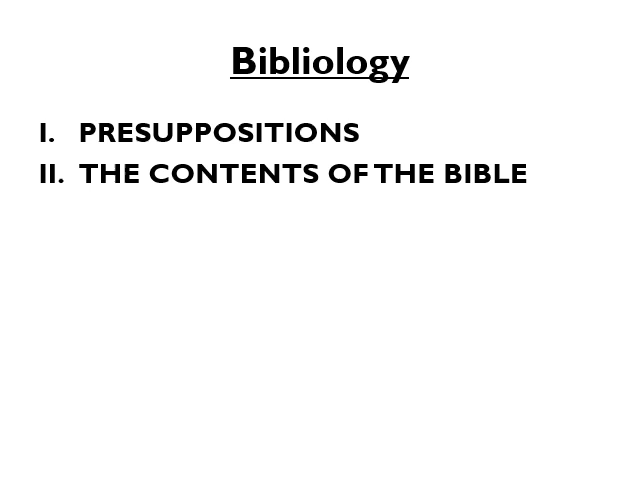 Bibliology
I. PRESUPPOSITIONS
II. THE CONTENTS OF THE BIBLE